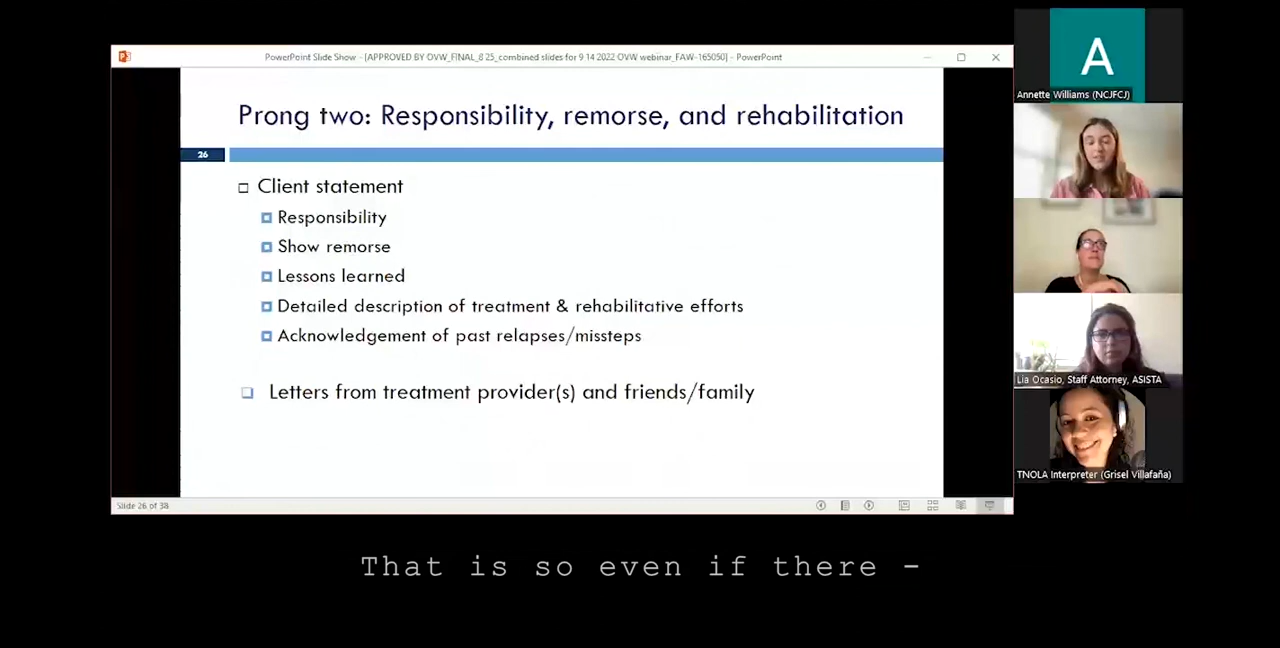 PowerPoint Slide Show - [APPROVED BY OVW_FINAL_8 25_combined slides for 9 14 2022 OVW webinar_FAW-165050] - PowerPoint
A
Annette Williams (NCJFCJ)
Prong two: Responsibility, remorse, and rehabilitation
26
Client statement
Responsibility
Show remorse
Lessons learned
Detailed description of treatment & rehabilitative efforts
Acknowledgement of past relapses/missteps
Letters from treatment provider(s) and friends/family
Lia Ocasio, Staff Attorney, ASISTA
TNOLA Interpreter (Grisel Villafaña)
Slide 26 of 38
That is so even if there -